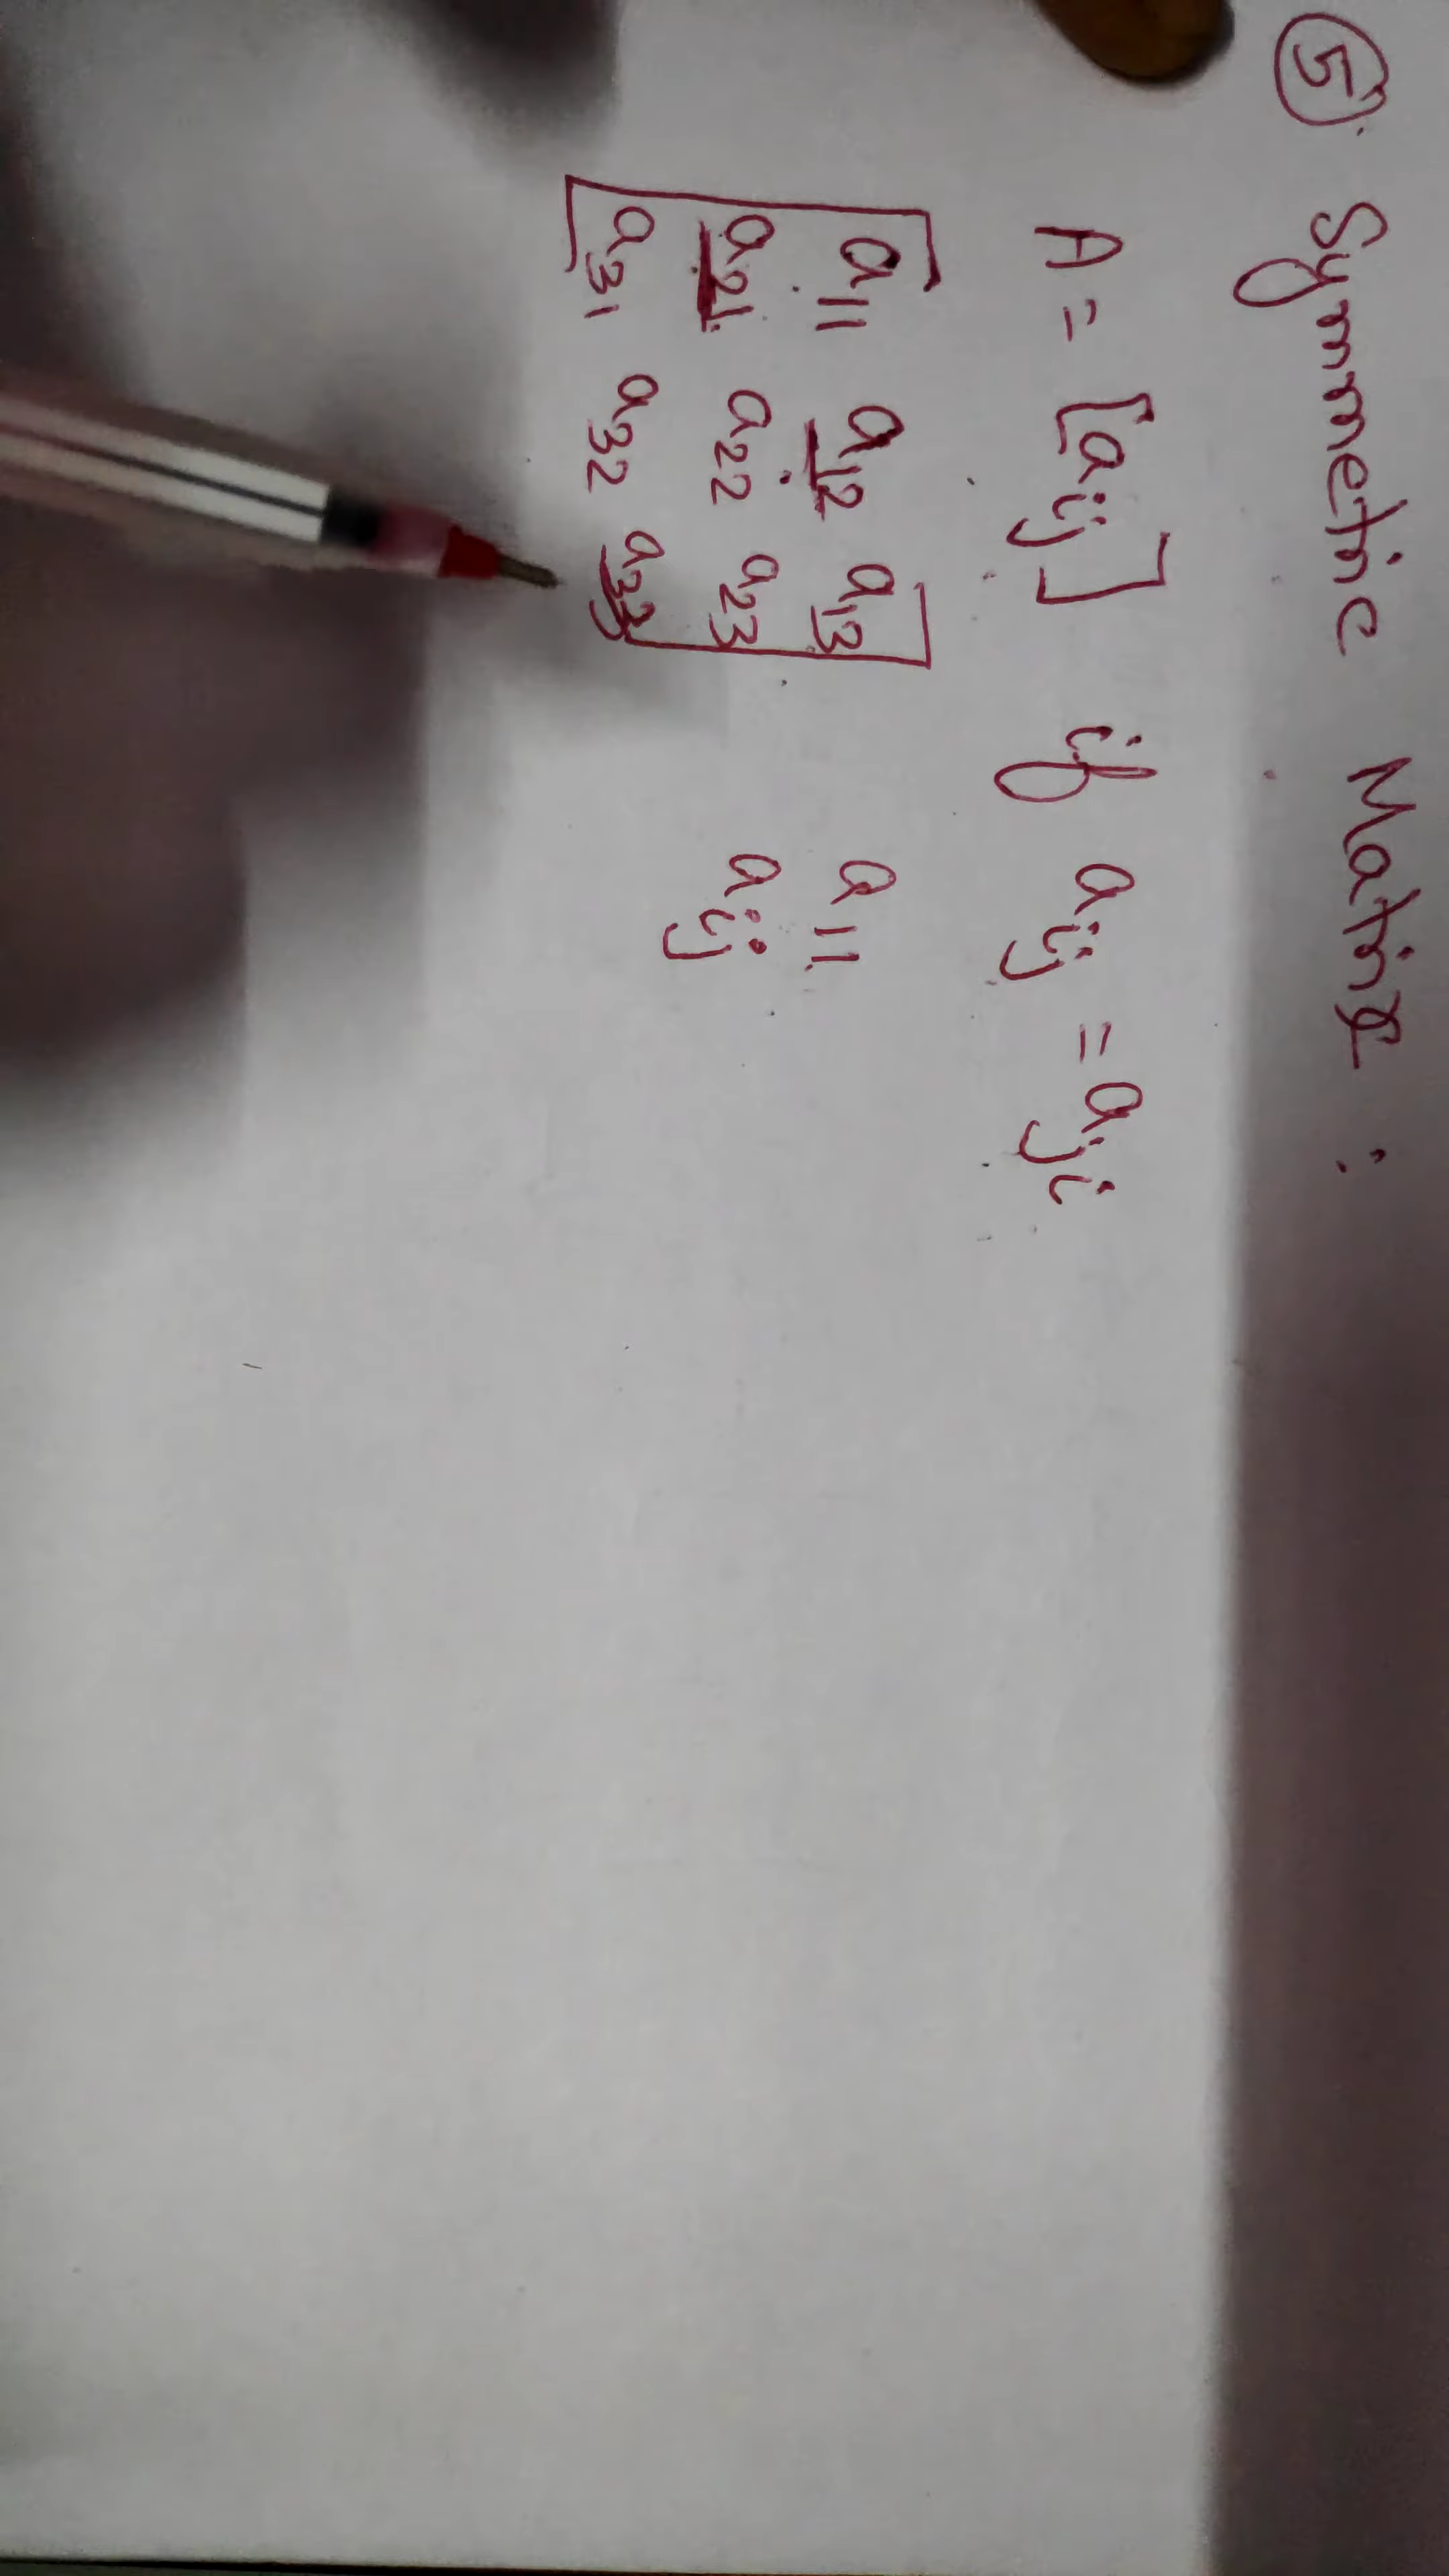 5. Symmetric Matrix :
A = [aij] if aij = aji
a11 a12 a13 a11
a21 a22 a23 aij
a31 a32 a33